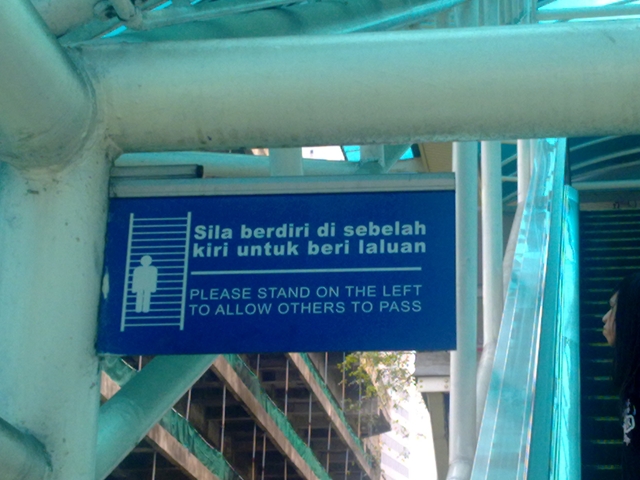 Sila berdiri di sebelah
kiri untuk beri laluan
PLEASE STAND ON THE LEFT
TO ALLOW OTHERS TO PASS